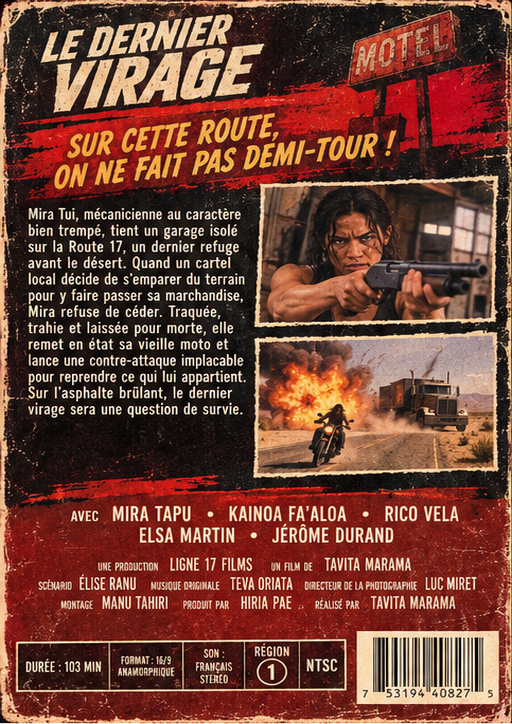 LE DERNIER
VIRAGE
MOTEL
SUR CETTE ROUTE,
ON NE FAIT PAS DEMI-TOUR !
Mira Tui, mécanicienne au caractère
bien trempé, tient un garage isolé
sur la Route 17, un dernier refuge
avant le désert. Quand un cartel
local décide de s'emparer du terrain
pour y faire passer sa marchandise,
Mira refuse de céder. Traquée,
trahie et laissée pour morte, elle
remet en état sa vieille moto et
lance une contre-attaque implacable
pour reprendre ce qui lui appartient.
Sur l'asphalte brûlant, le dernier
virage sera une question de survie.
AVEC MIRA TAPU • KAINOA FA'ALOA • RICO VELA
ELSA MARTIN • JÉRÔME DURAND
UNE PRODUCTION LIGNE 17 FILMS UN FILM DE TAVITA MARAMA
SCÉNARIO ÉLISE RANU MUSIQUE ORIGINALE TEVA ORIATA DIRECTEUR DE LA PHOTOGRAPHIE LUC MIRET
MONTAGE MANU TAHIRI PRODUIT PAR HIRIA PAE RÉALISÉ PAR TAVITA MARAMA
DURÉE : 103 MIN
FORMAT : 16/9
ANAMORPHIQUE
SON :
FRANÇAIS
STÉRÉO
RÉGION
1
NTSC
7 53194 40827 5